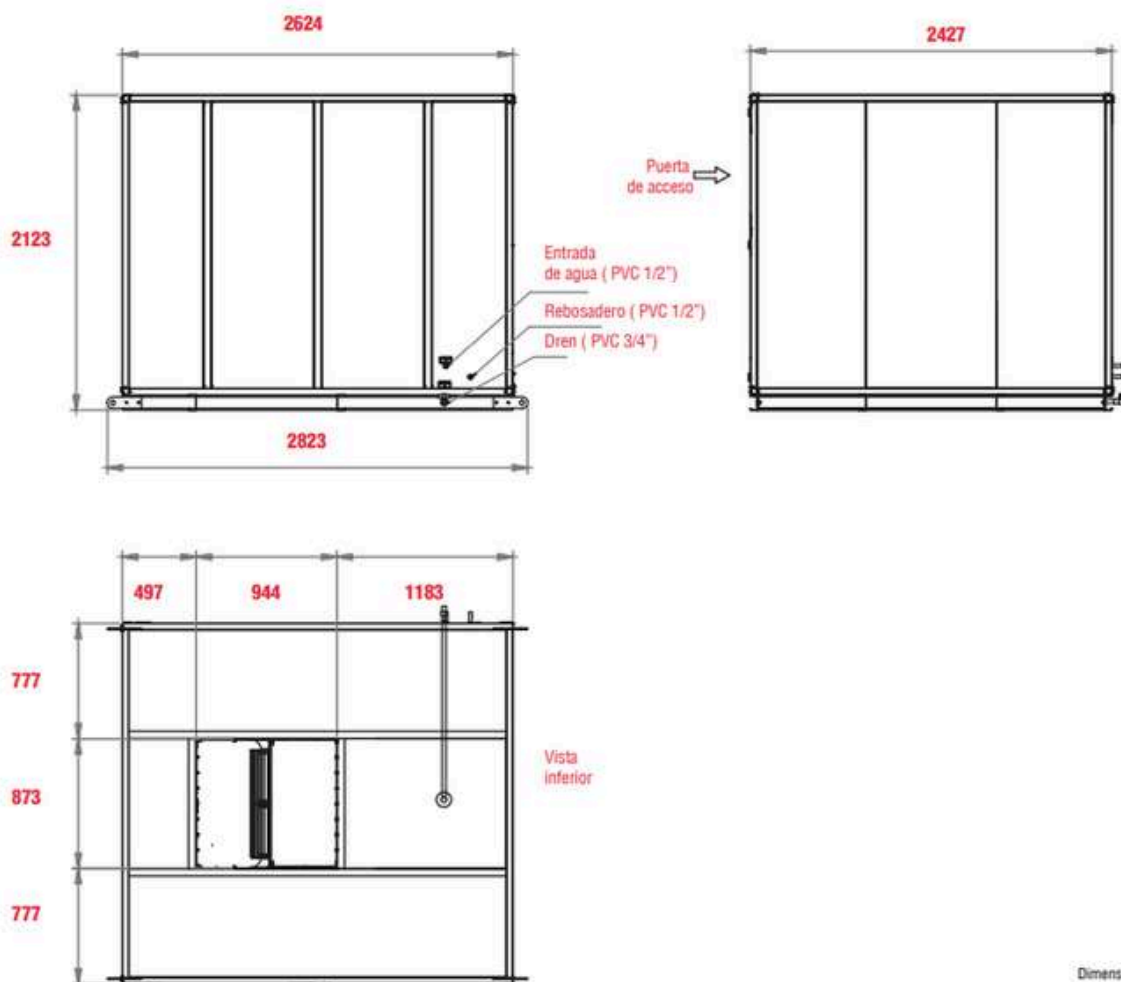 2624
2427
Puerta
de acceso
2123
Entrada
de agua ( PVC 1/2")
Rebosadero ( PVC 1/2")
Dren ( PVC 3/4")
2823
497
944
1183
777
873
777
Vista
inferior
Dimens